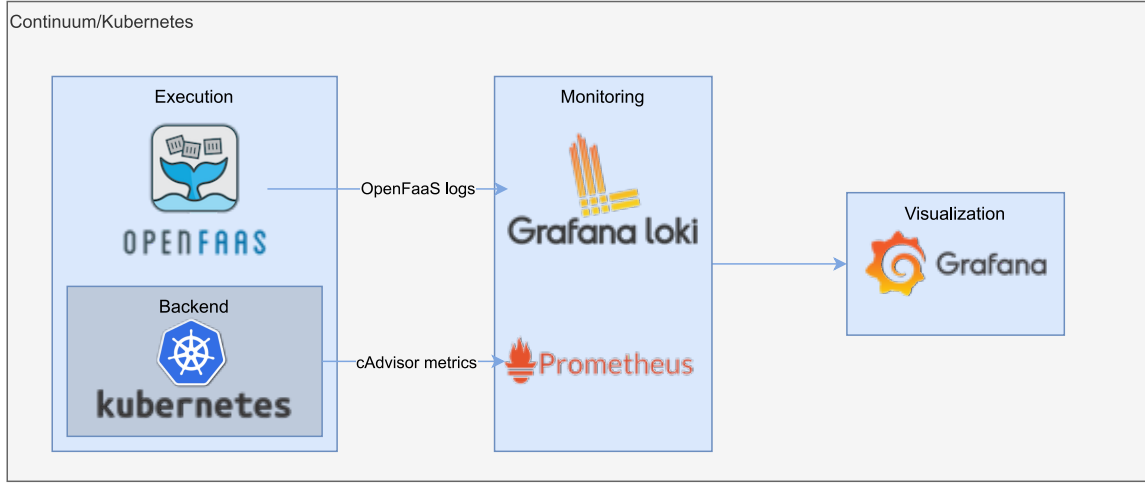 Continuum/Kubernetes
Execution
OPENFAAS
Backend
kubernetes
OpenFaaS logs
cAdvisor metrics
Monitoring
Grafana loki
Prometheus
Visualization
Grafana